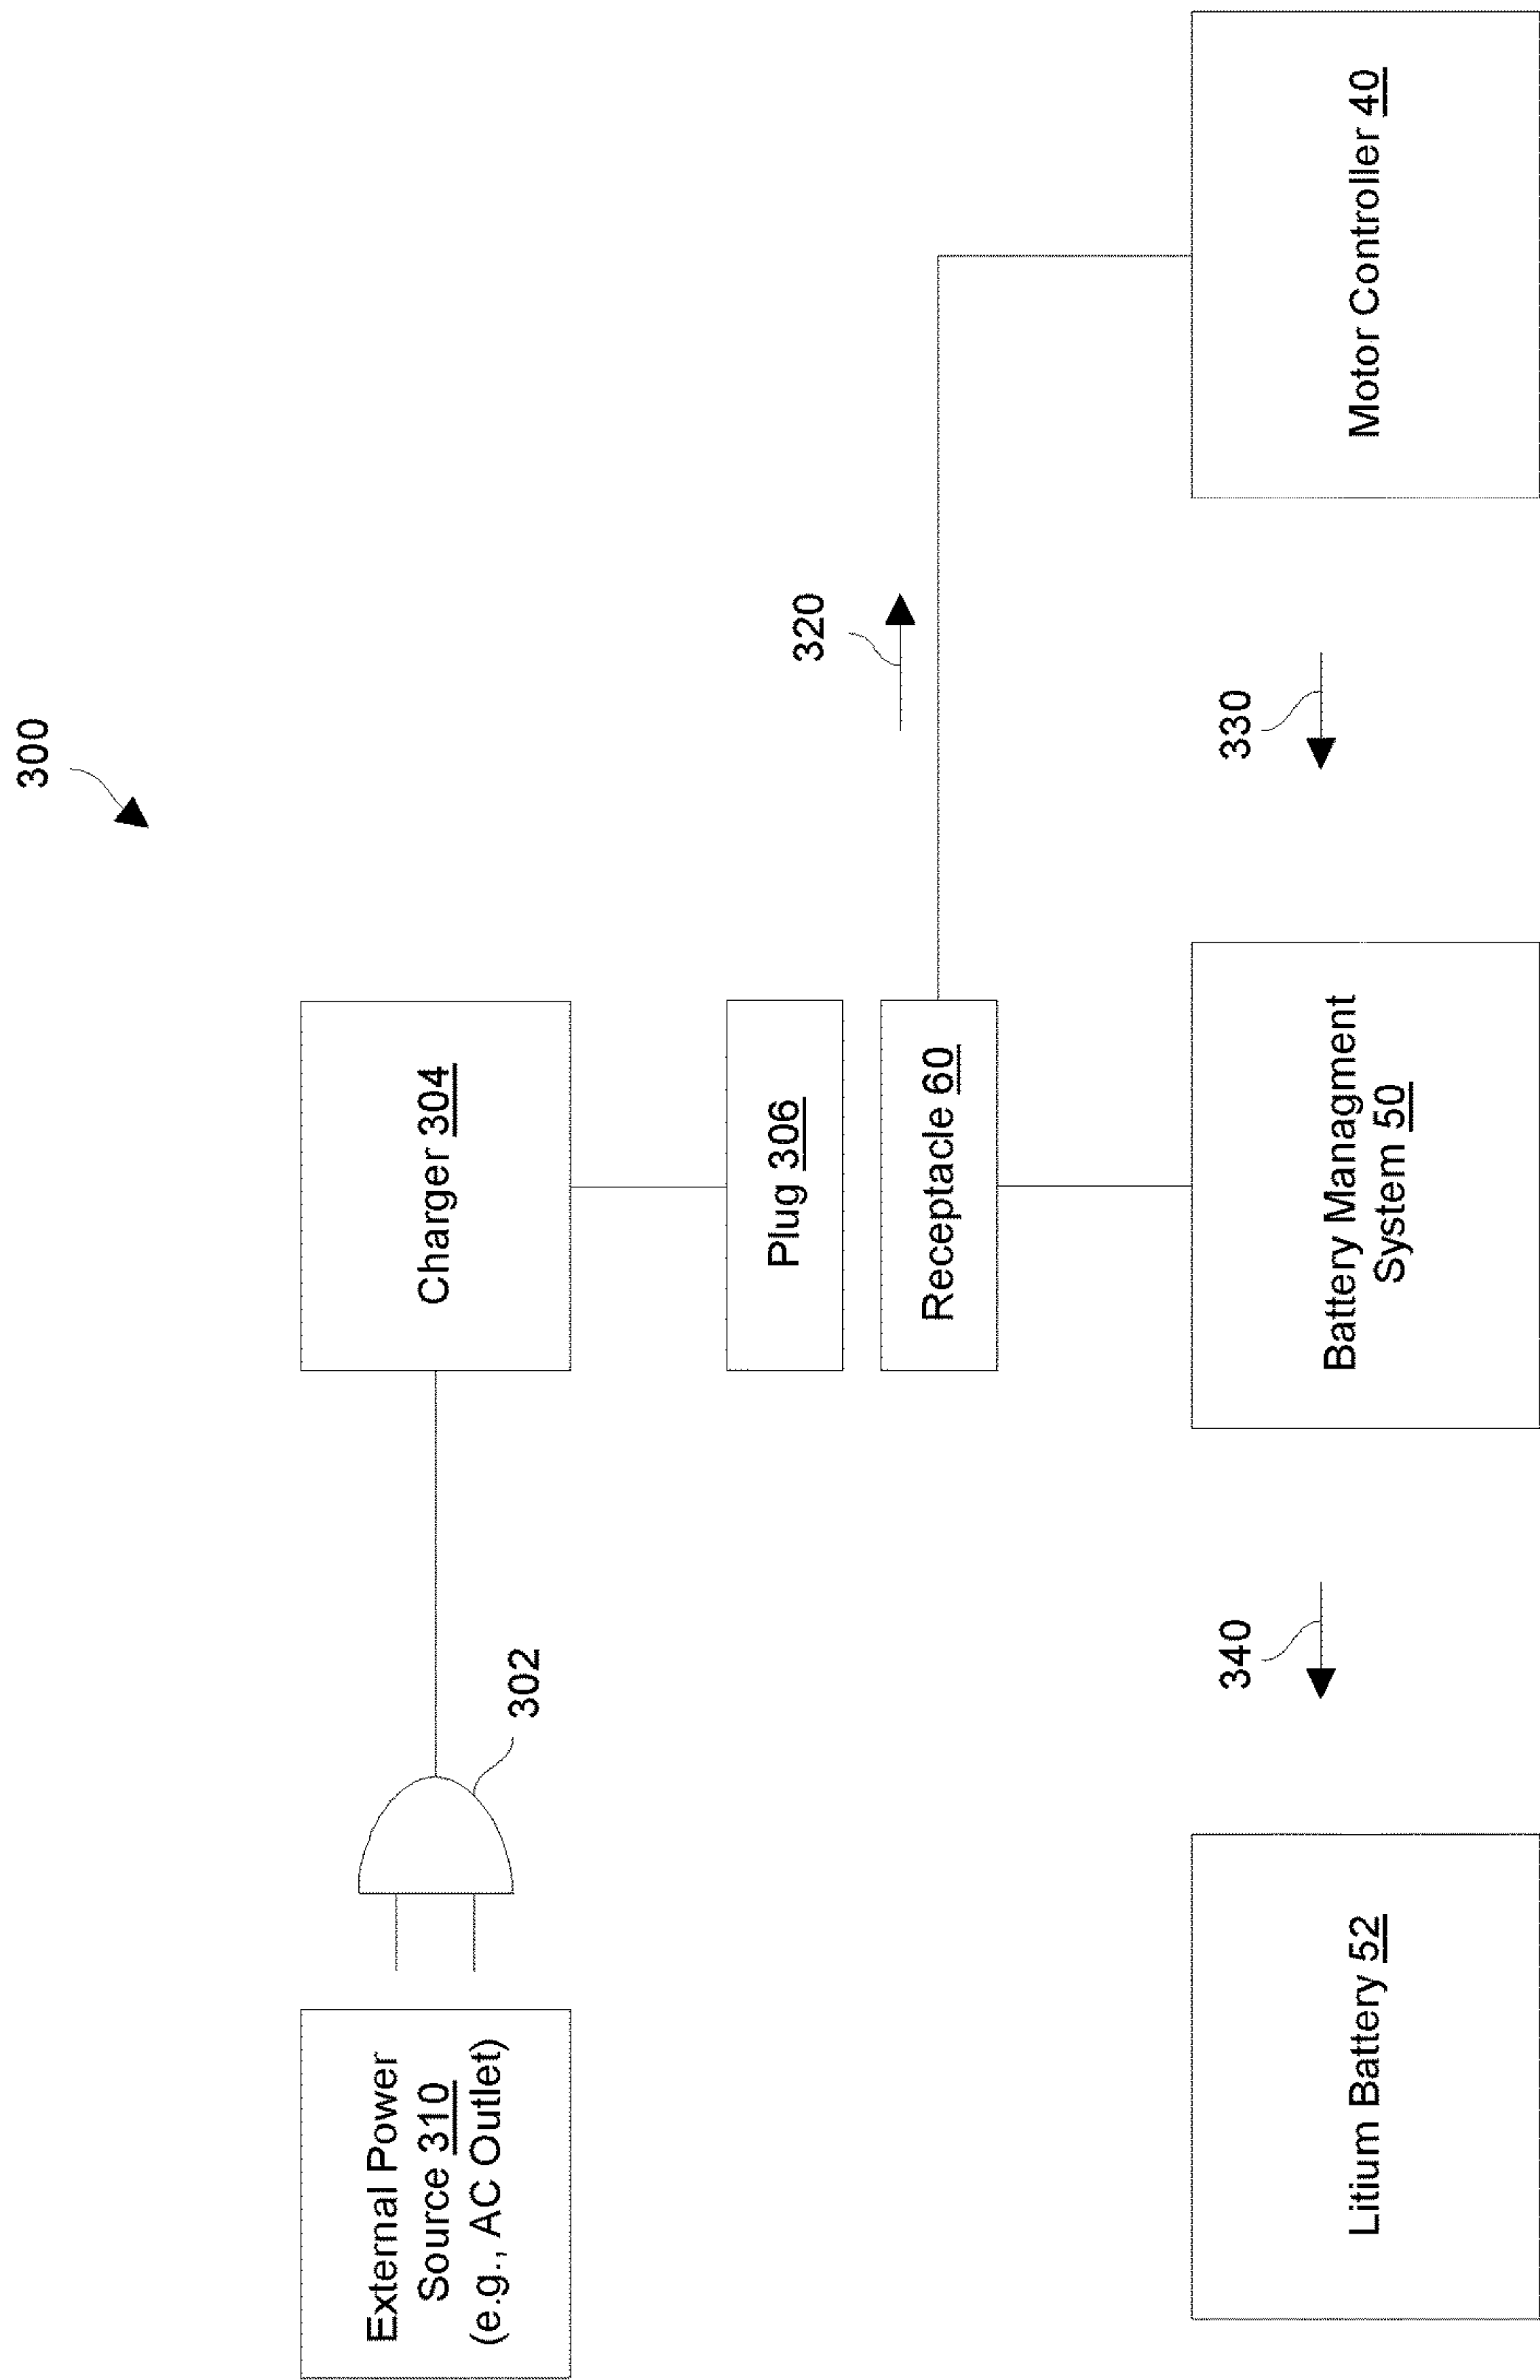 300
External Power
Source 310
(e.g., AC Outlet)
302
Charger 304
Plug 306
Receptacle 60
320
Litium Battery 52
340
Battery Managment
System 50
330
Motor Controller 40